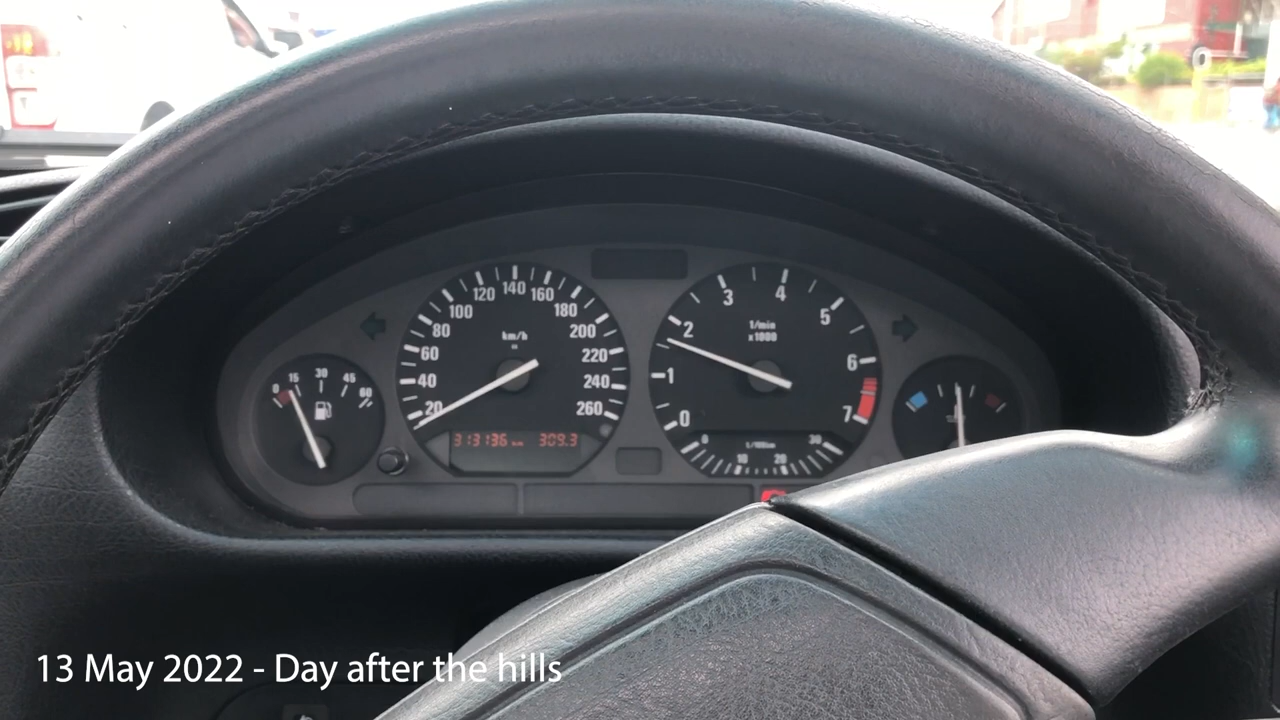 0 15 30 45 60
20 40 60 80 100 120 140 160 180 200 220 240 260
km/h
313136 km 309.3
0 1 2 3 4 5 6 7
1/min
x1000
0 10 20 30
13 May 2022 - Day after the hills